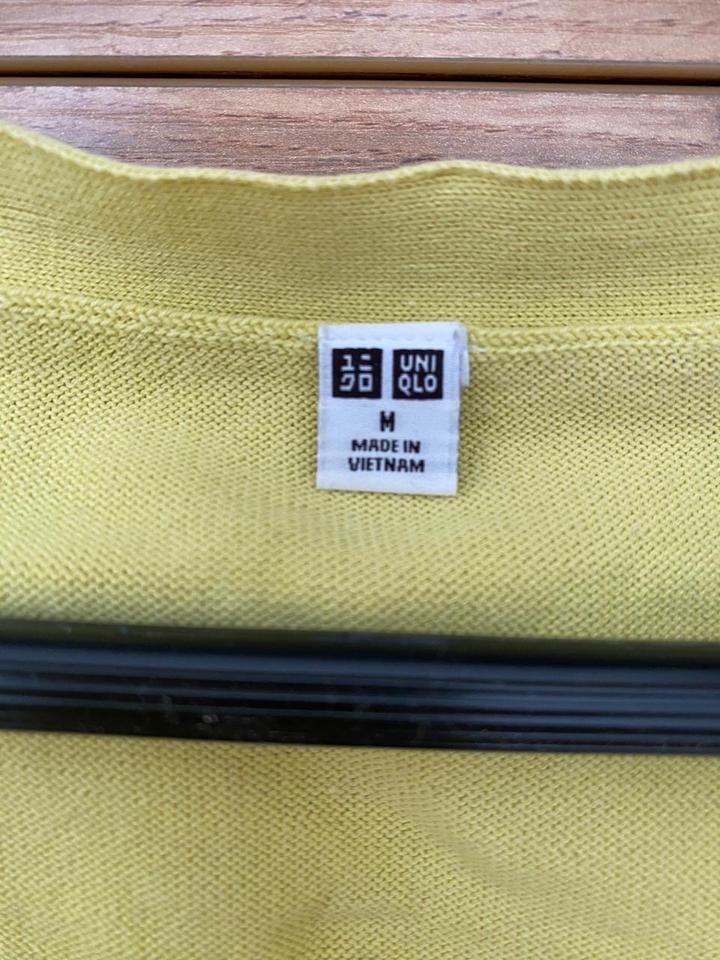 ユニ UNI
クロ QLO
M
MADE IN
VIETNAM